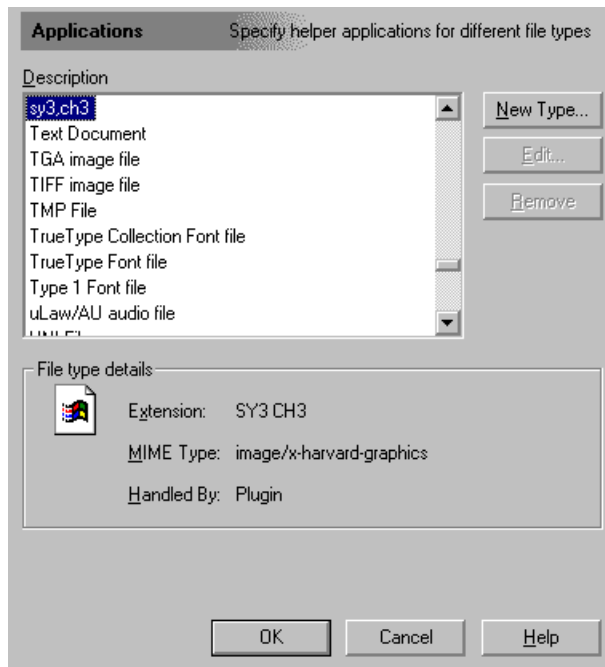 Applications Specify helper applications for different file types
Description
sy3,ch3
Text Document
TGA image file
TIFF image file
TMP File
TrueType Collection Font file
TrueType Font file
Type 1 Font file
uLaw/AU audio file
New Type...
Edit...
Remove
File type details
Extension: SY3 CH3
MIME Type: image/x-harvard-graphics
Handled By: Plugin
OK Cancel Help